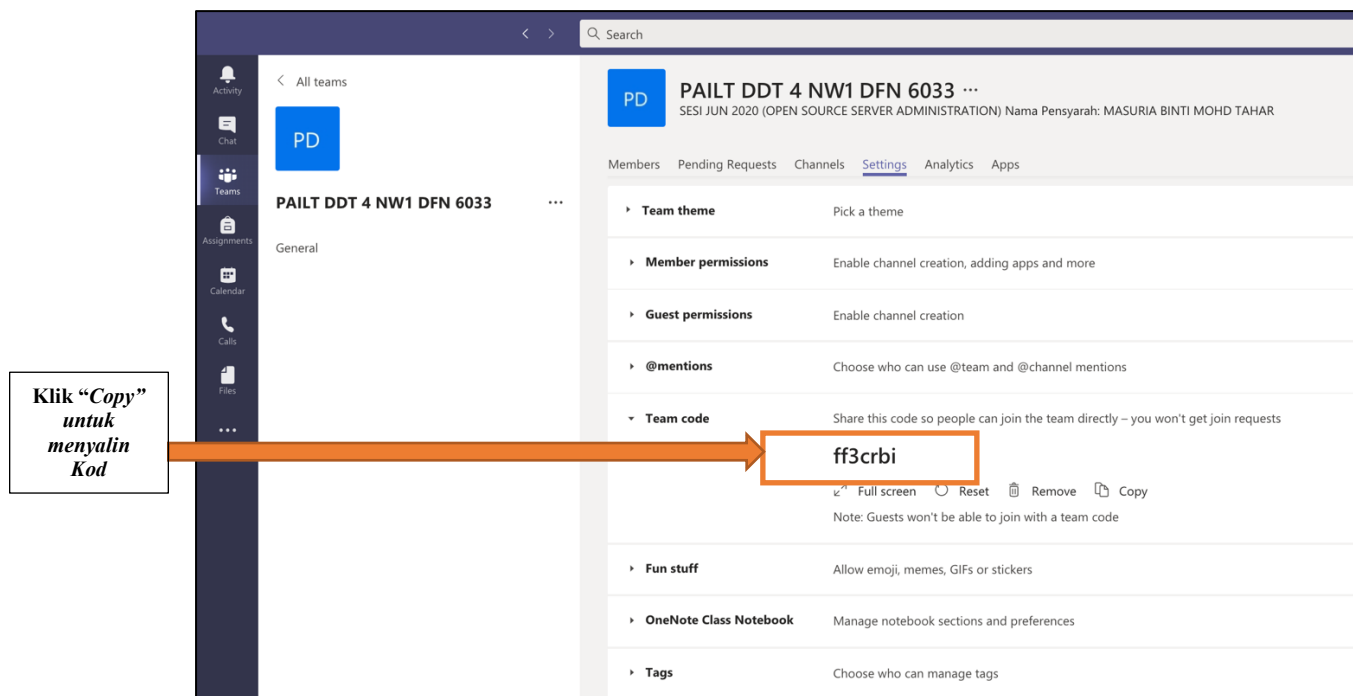 Search
Activity
Chat
Teams
Assignments
Calendar
Calls
Files
All teams
PD
PAILT DDT 4 NW1 DFN 6033
General
PD
PAILT DDT 4 NW1 DFN 6033
SESI JUN 2020 (OPEN SOURCE SERVER ADMINISTRATION) Nama Pensyarah: MASURIA BINTI MOHD TAHAR
Members Pending Requests Channels Settings Analytics Apps
Team theme Pick a theme
Member permissions Enable channel creation, adding apps and more
Guest permissions Enable channel creation
@mentions Choose who can use @team and @channel mentions
Team code Share this code so people can join the team directly – you won't get join requests
ff3crbi
Full screen Reset Remove Copy
Note: Guests won't be able to join with a team code
Fun stuff Allow emoji, memes, GIFs or stickers
OneNote Class Notebook Manage notebook sections and preferences
Tags Choose who can manage tags
Klik “Copy”
untuk
menyalin
Kod